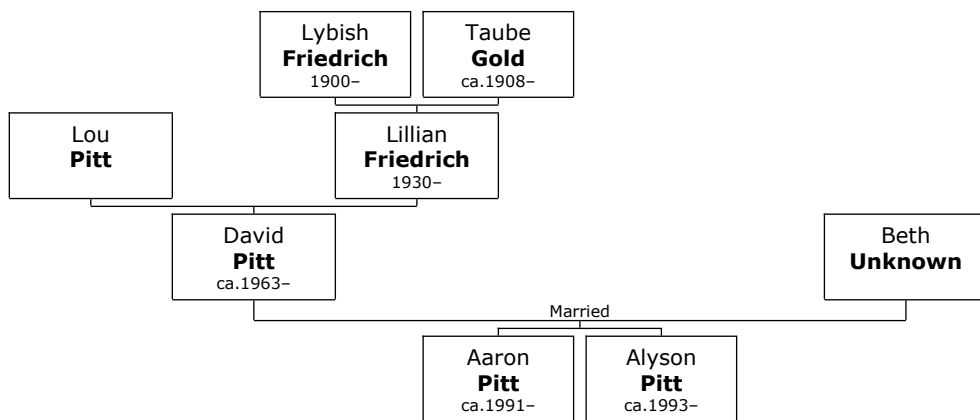 Lybish
Friedrich
1900–
Taube
Gold
ca.1908–
Lou
Pitt
Lillian
Friedrich
1930–
David
Pitt
ca.1963–
Beth
Unknown
Married
Aaron
Pitt
ca.1991–
Alyson
Pitt
ca.1993–